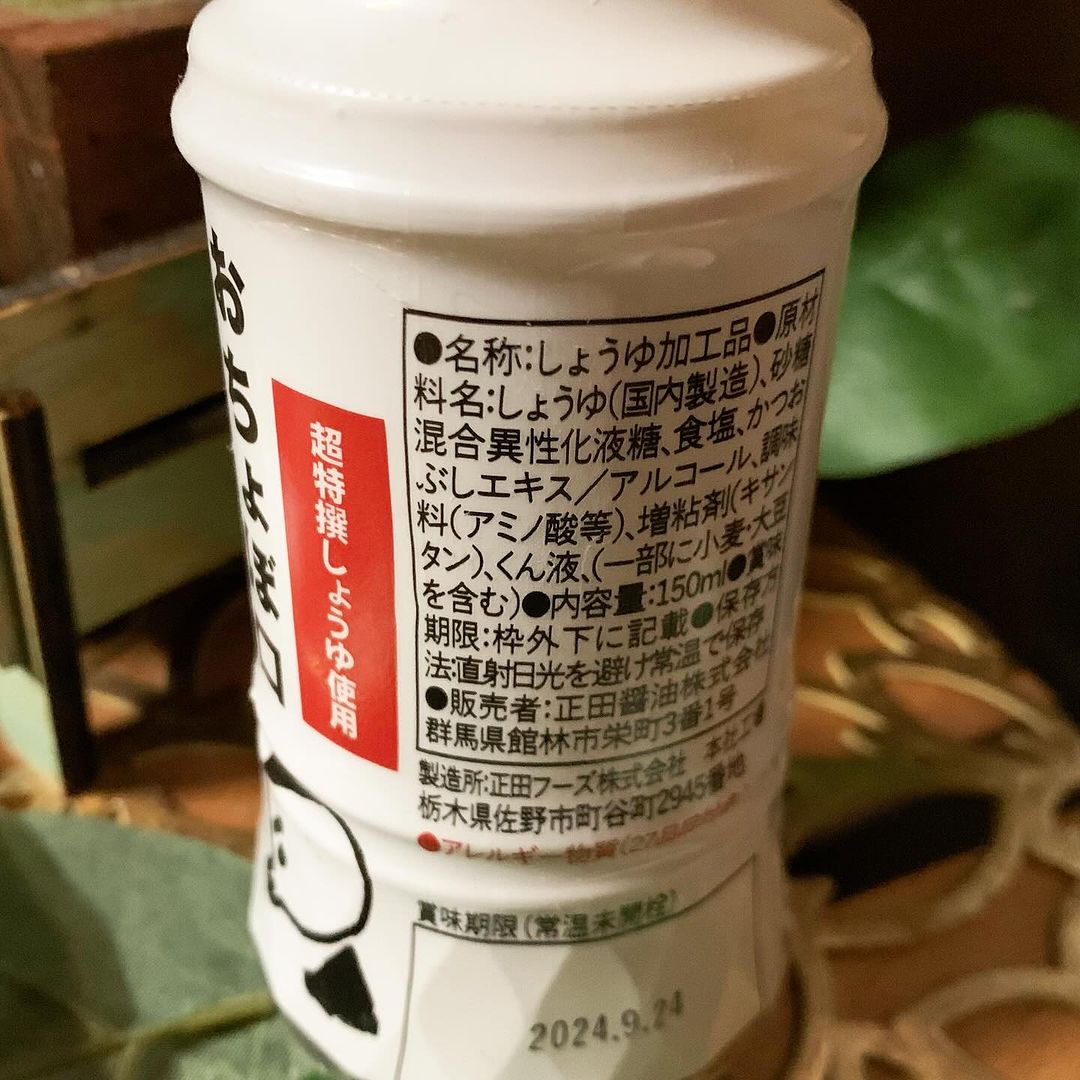 おちょぼ口
超特撰しょうゆ使用
●名称:しょうゆ加工品●原材
料名:しょうゆ(国内製造)、砂糖
混合異性化液糖、食塩、かつお
ぶしエキス/アルコール、調味
料(アミノ酸等)、増粘剤(キサン
タン)、くん液、(一部に小麦・大豆
を含む)●内容量:150ml●賞味
期限:枠外下に記載●保存方
法:直射日光を避け常温で保存
●販売者:正田醤油株式会社
群馬県館林市栄町3番1号
製造所:正田フーズ株式会社 本社工場
栃木県佐野市町谷町2945番地
●アレルギー物質(27品目
賞味期限(常温未開栓)
2024.9.24